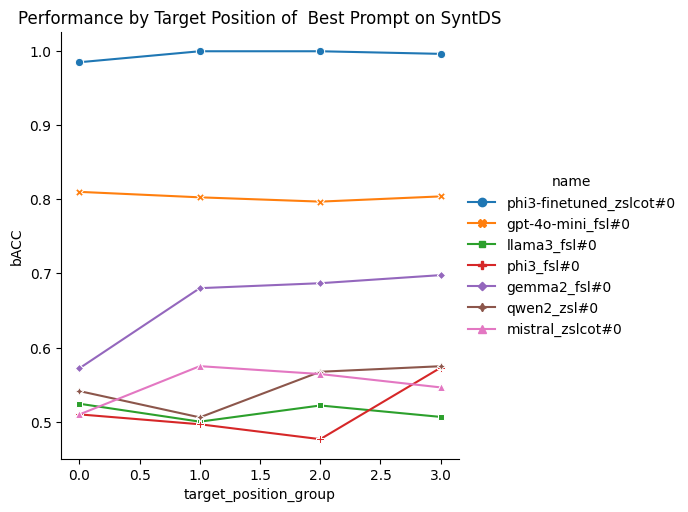 Performance by Target Position of  Best Prompt on SyntDS
1.0
0.9
0.8
0.7
0.6
0.5
bACC
0.0
0.5
1.0
1.5
2.0
2.5
3.0
target_position_group
name
phi3-finetuned_zslcot#0
gpt-4o-mini_fsl#0
llama3_fsl#0
phi3_fsl#0
gemma2_fsl#0
qwen2_zsl#0
mistral_zslcot#0